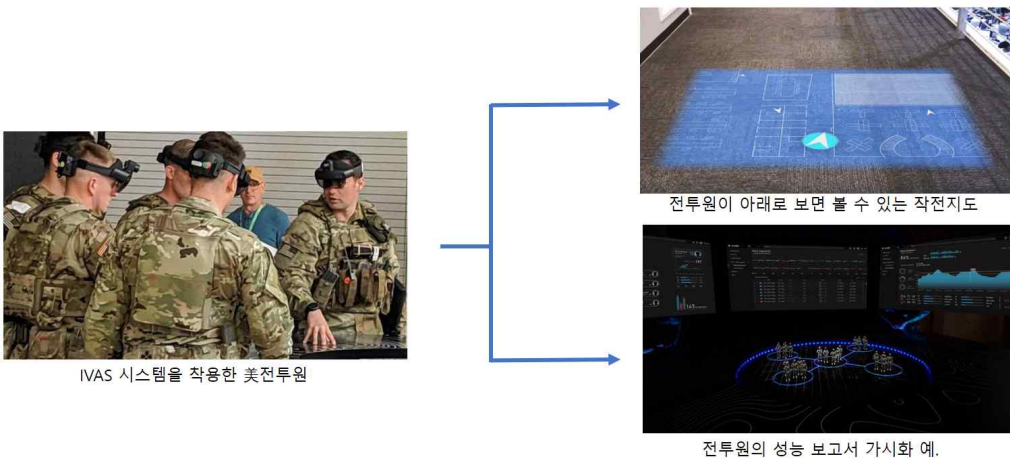 전투원이 아래로 보면 볼 수 있는 작전지도
IVAS 시스템을 착용한 美전투원
전투원의 성능 보고서 가시화 예.